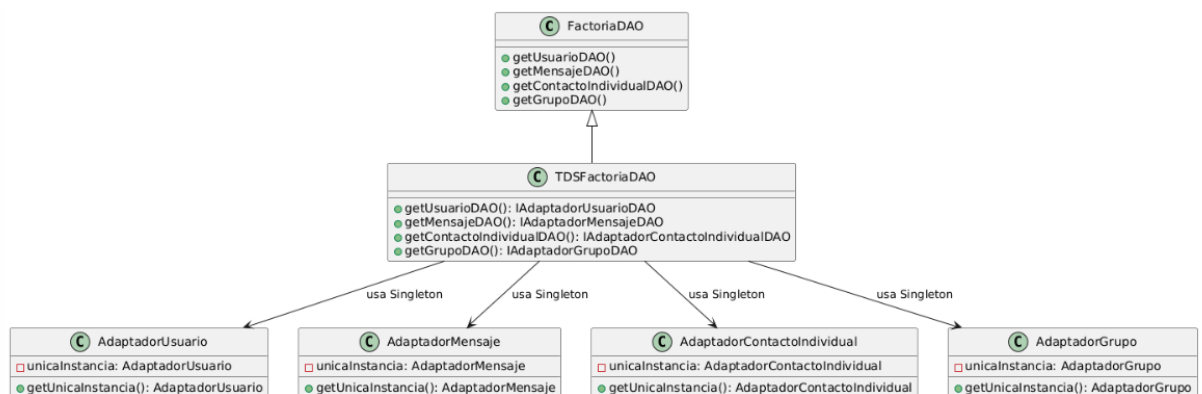 C FactoriaDAO
getUsuarioDAO()
getMensajeDAO()
getContactoIndividualDAO()
getGrupoDAO()
C TDSFactoriaDAO
getUsuarioDAO(): IAdaptadorUsuarioDAO
getMensajeDAO(): IAdaptadorMensajeDAO
getContactoIndividualDAO(): IAdaptadorContactoIndividualDAO
getGrupoDAO(): IAdaptadorGrupoDAO
usa Singleton
usa Singleton
usa Singleton
usa Singleton
C AdaptadorUsuario
unicaInstancia: AdaptadorUsuario
getUnicaInstancia(): AdaptadorUsuario
C AdaptadorMensaje
unicaInstancia: AdaptadorMensaje
getUnicaInstancia(): AdaptadorMensaje
C AdaptadorContactoIndividual
unicaInstancia: AdaptadorContactoIndividual
getUnicaInstancia(): AdaptadorContactoIndividual
C AdaptadorGrupo
unicaInstancia: AdaptadorGrupo
getUnicaInstancia(): AdaptadorGrupo